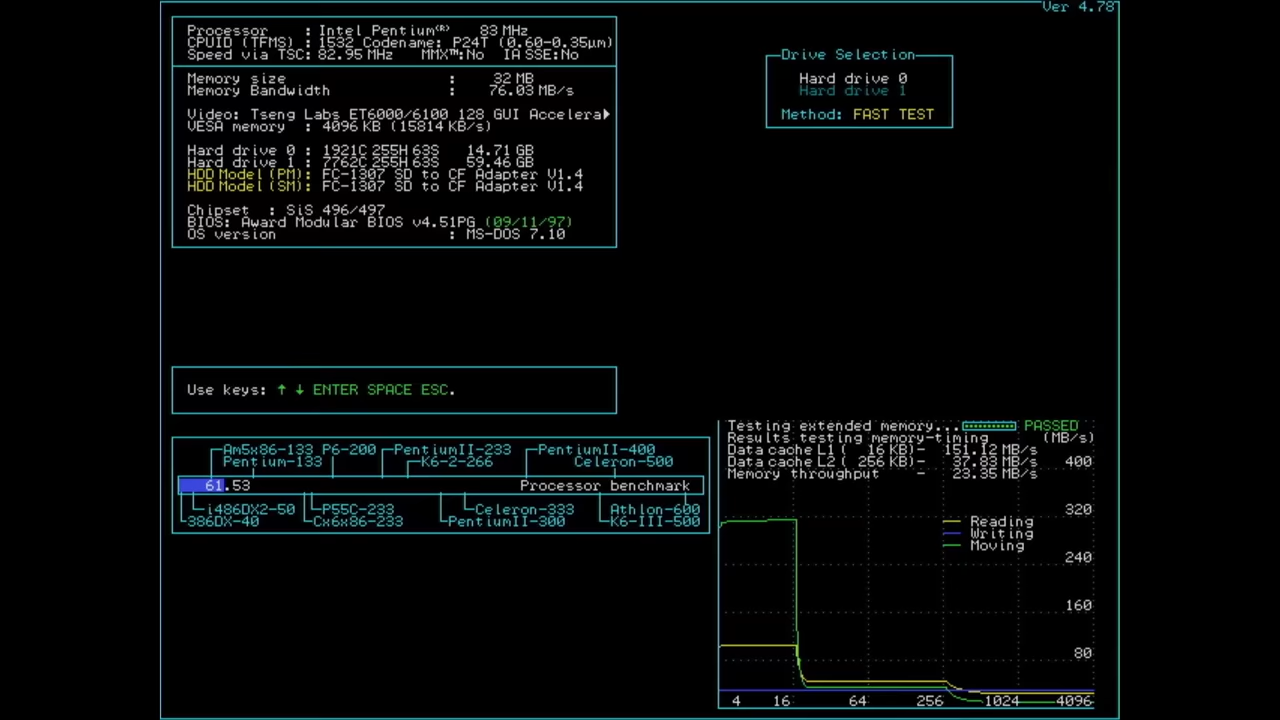 Ver 4.78
Processor : Intel Pentium(R) 83 MHz
CPUID (TFMS) : 1532 Codename: P24T (0.60-0.35µm)
Speed via TSC: 82.95 MHz MMX™:No IA SSE:No
Memory size : 32 MB
Memory Bandwidth : 76.03 MB/s
Video: Tseng Labs ET6000/6100 128 GUI Accelera▶
VESA memory : 4096 KB (15814 KB/s)
Hard drive 0 : 1921C 255H 63S 14.71 GB
Hard drive 1 : 7762C 255H 63S 59.46 GB
HDD Model (PM): FC-1307 SD to CF Adapter V1.4
HDD Model (SM): FC-1307 SD to CF Adapter V1.4
Chipset : SiS 496/497
BIOS: Award Modular BIOS v4.51PG (09/11/97)
OS version : MS-DOS 7.10
Drive Selection
Hard drive 0
Hard drive 1
Method: FAST TEST
Use keys: ↑ ↓ ENTER SPACE ESC.
Am5x86-133 P6-200 PentiumII-233 PentiumII-400
Pentium-133 K6-2-266 Celeron-500
61.53 Processor benchmark
i486DX2-50 P55C-233 Celeron-333 Athlon-600
386DX-40 Cx6x86-233 PentiumII-300 K6-III-500
Testing extended memory... PASSED
Results testing memory-timing (MB/s)
Data cache L1 ( 16 KB)- 151.12 MB/s
Data cache L2 ( 256 KB)- 37.83 MB/s
Memory throughput - 23.35 MB/s
400
320
240
160
80
Reading
Writing
Moving
4 16 64 256 1024 4096